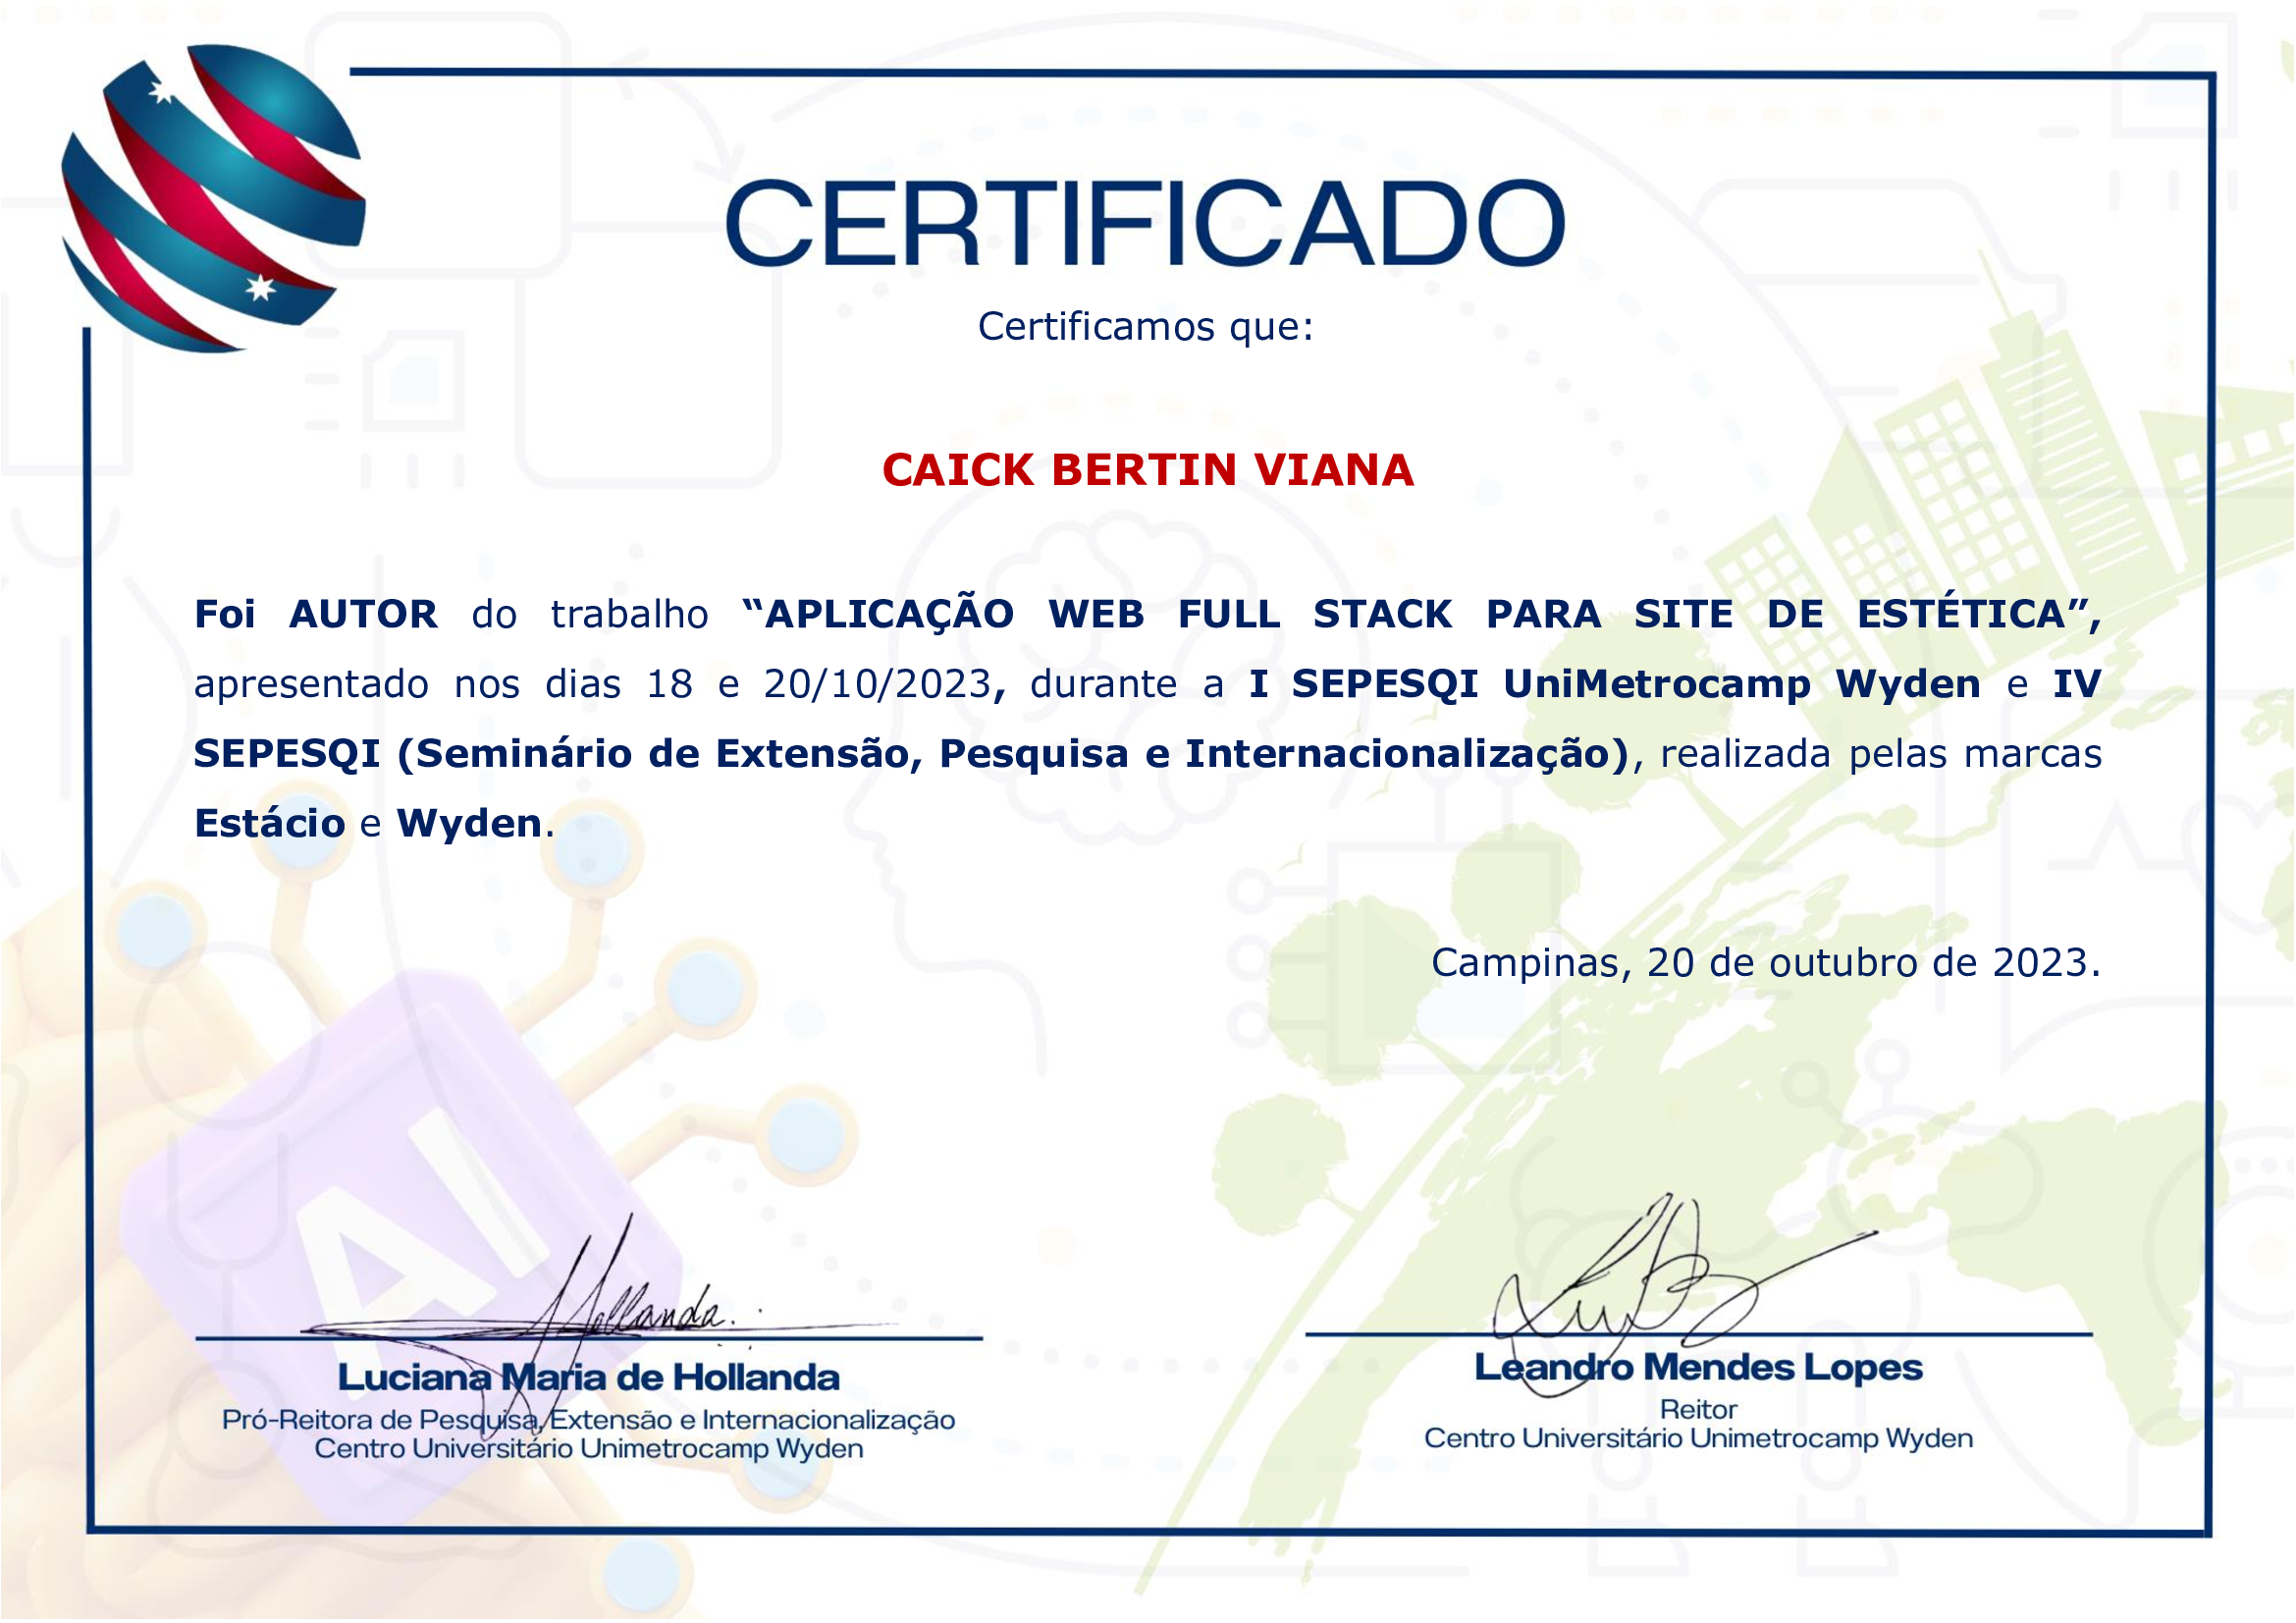 CERTIFICADO
Certificamos que:
CAICK BERTIN VIANA
Foi AUTOR do trabalho “APLICAÇÃO WEB FULL STACK PARA SITE DE ESTÉTICA”,
apresentado nos dias 18 e 20/10/2023, durante a I SEPESQI UniMetrocamp Wyden e IV
SEPESQI (Seminário de Extensão, Pesquisa e Internacionalização), realizada pelas marcas
Estácio e Wyden.
Campinas, 20 de outubro de 2023.
AI
Hollanda.
Luciana Maria de Hollanda
Pró-Reitora de Pesquisa, Extensão e Internacionalização
Centro Universitário Unimetrocamp Wyden
Leandro Mendes Lopes
Reitor
Centro Universitário Unimetrocamp Wyden